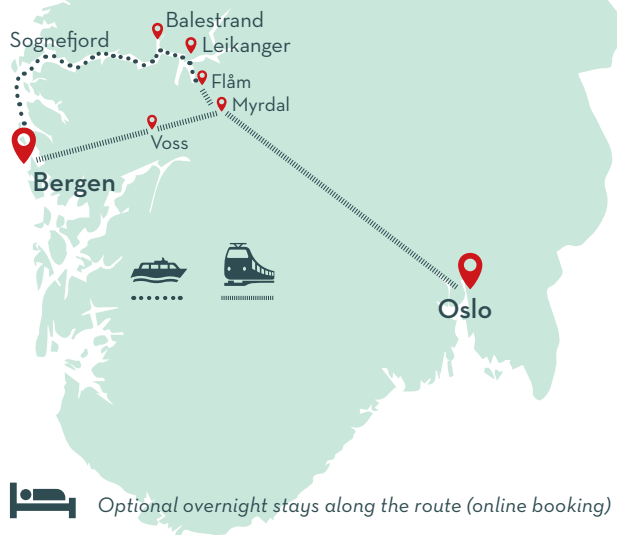 Balestrand
Sognefjord
Leikanger
Flåm
Myrdal
Voss
Bergen
Oslo
Optional overnight stays along the route (online booking)